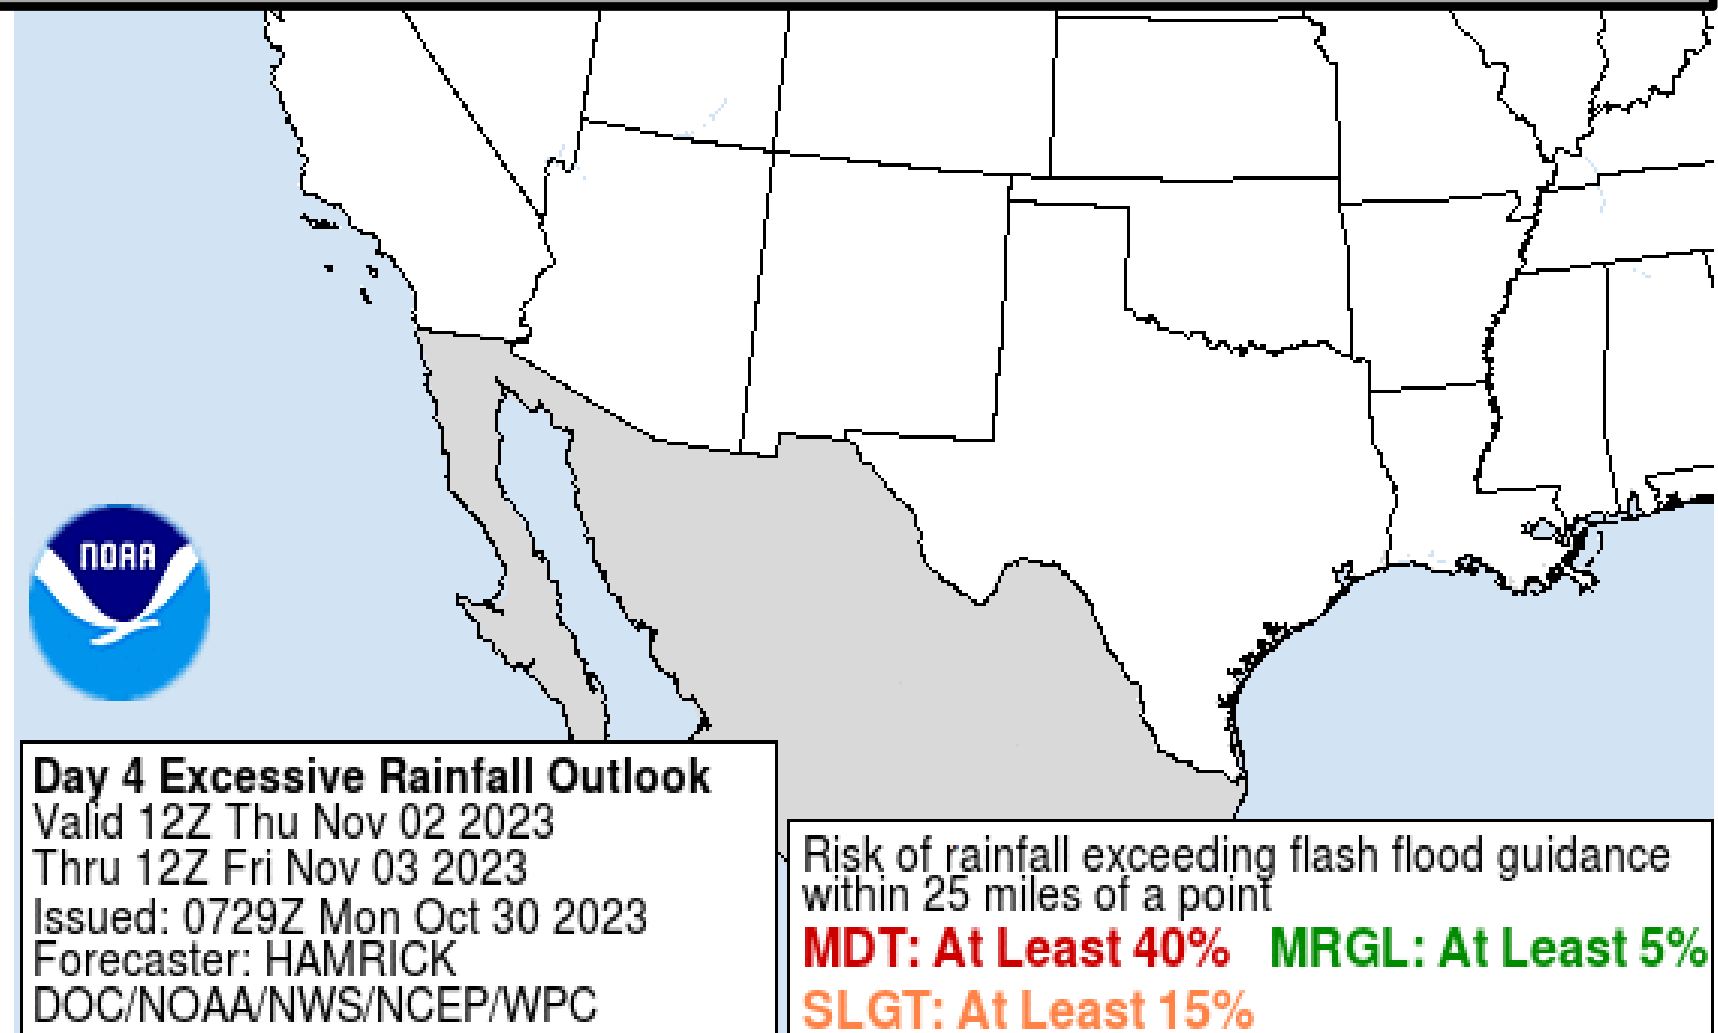 NOAA
Day 4 Excessive Rainfall Outlook
Valid 12Z Thu Nov 02 2023
Thru 12Z Fri Nov 03 2023
Issued: 0729Z Mon Oct 30 2023
Forecaster: HAMRICK
DOC/NOAA/NWS/NCEP/WPC
Risk of rainfall exceeding flash flood guidance
within 25 miles of a point
MDT: At Least 40% MRGL: At Least 5%
SLGT: At Least 15%